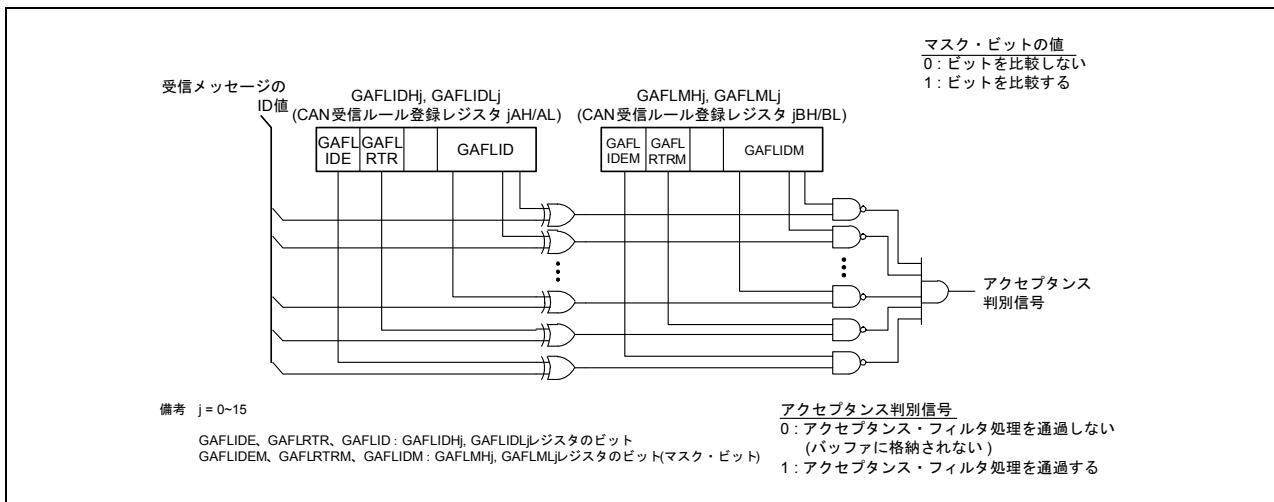 マスク・ビットの値
0 : ビットを比較しない
1 : ビットを比較する
受信メッセージの
ID値
GAFLIDHj, GAFLIDLj
(CAN受信ルール登録レジスタ jAH/AL)
GAFL
IDE
GAFL
RTR
GAFLID
GAFLMHj, GAFLMLj
(CAN受信ルール登録レジスタ jBH/BL)
GAFL
IDEM
GAFL
RTRM
GAFLIDM
アクセプタンス
判別信号
備考 j = 0~15
GAFLIDE、GAFLRTR、GAFLID : GAFLIDHj, GAFLIDLjレジスタのビット
GAFLIDEM、GAFLRTRM、GAFLIDM : GAFLMHj, GAFLMLjレジスタのビット(マスク・ビット)
アクセプタンス判別信号
0 : アクセプタンス・フィルタ処理を通過しない
(バッファに格納されない )
1 : アクセプタンス・フィルタ処理を通過する